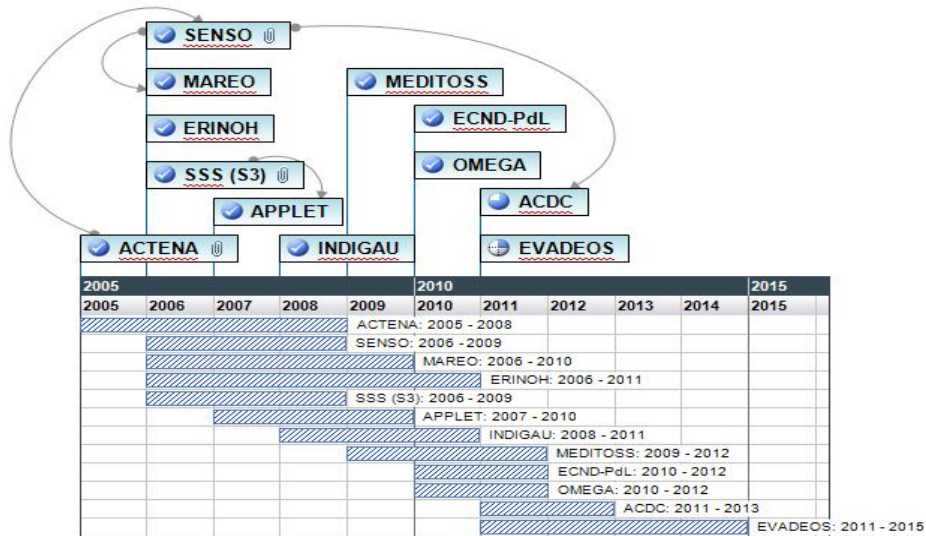 SENSO
MAREO
MEDITOSS
ERINOH
ECND-PdL
SSS (S3)
OMEGA
APPLET
ACDC
ACTENA
INDIGAU
EVADEOS
2005 2010 2015
2005 2006 2007 2008 2009 2010 2011 2012 2013 2014 2015
ACTENA: 2005 - 2008
SENSO: 2006 - 2009
MAREO: 2006 - 2010
ERINOH: 2006 - 2011
SSS (S3): 2006 - 2009
APPLET: 2007 - 2010
INDIGAU: 2008 - 2011
MEDITOSS: 2009 - 2012
ECND-PdL: 2010 - 2012
OMEGA: 2010 - 2012
ACDC: 2011 - 2013
EVADEOS: 2011 - 2015